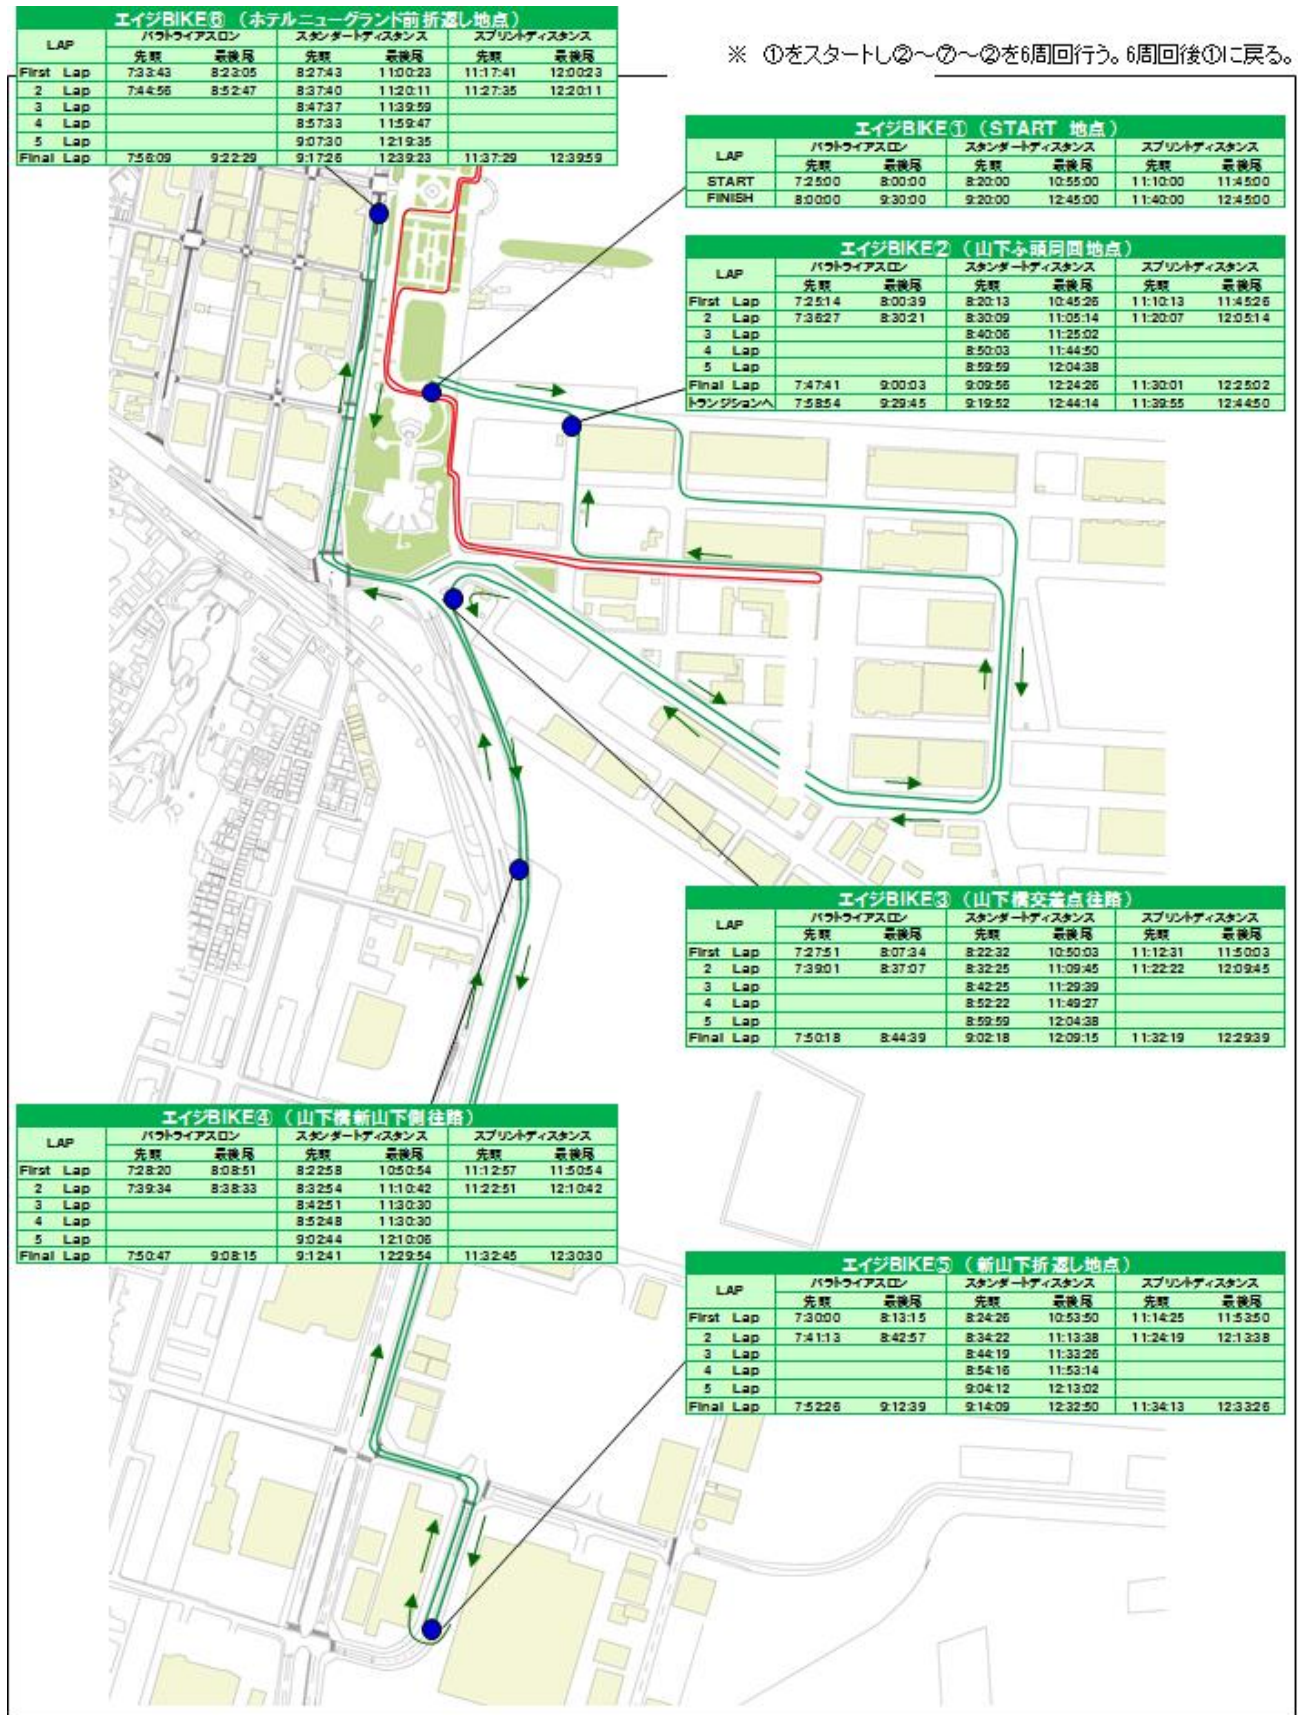 エイジBIKE⑥ （ホテルニューグランド前折返し地点）
LAP パラトライアスロン スタンダードディスタンス スプリントディスタンス
先頭 最後尾 先頭 最後尾 先頭 最後尾
First Lap 7:33:43 8:23:05 8:27:43 11:00:23 11:17:41 12:00:23
2 Lap 7:44:56 8:52:47 8:37:40 11:20:11 11:27:35 12:20:11
3 Lap 8:47:37 11:39:59
4 Lap 8:57:33 11:59:47
5 Lap 9:07:30 12:19:35
Final Lap 7:56:09 9:22:29 9:17:26 12:39:23 11:37:29 12:39:59
※ ①をスタートし②～⑦～②を6周回行う。6周回後①に戻る。
エイジBIKE① （START 地点）
LAP パラトライアスロン スタンダートディスタンス スプリントディスタンス
先頭 最後尾 先頭 最後尾 先頭 最後尾
START 7:25:00 8:00:00 8:20:00 10:55:00 11:10:00 11:45:00
FINISH 8:00:00 9:30:00 9:20:00 12:45:00 11:40:00 12:45:00
エイジBIKE② （山下ふ頭周回地点）
LAP パラトライアスロン スタンダートディスタンス スプリントディスタンス
先頭 最後尾 先頭 最後尾 先頭 最後尾
First Lap 7:25:14 8:00:39 8:20:13 10:45:26 11:10:13 11:45:26
2 Lap 7:36:27 8:30:21 8:30:09 11:05:14 11:20:07 12:05:14
3 Lap 8:40:06 11:25:02
4 Lap 8:50:03 11:44:50
5 Lap 8:59:59 12:04:38
Final Lap 7:47:41 9:00:03 9:09:56 12:24:26 11:30:01 12:25:02
トランジションへ 7:58:54 9:29:45 9:19:52 12:44:14 11:39:55 12:44:50
エイジBIKE③ （山下橋交差点往路）
LAP パラトライアスロン スタンダートディスタンス スプリントディスタンス
先頭 最後尾 先頭 最後尾 先頭 最後尾
First Lap 7:27:51 8:07:34 8:22:32 10:50:03 11:12:31 11:50:03
2 Lap 7:39:01 8:37:07 8:32:25 11:09:45 11:22:22 12:09:45
3 Lap 8:42:25 11:29:39
4 Lap 8:52:22 11:49:27
5 Lap 8:59:59 12:04:38
Final Lap 7:50:18 8:44:39 9:02:18 12:09:15 11:32:19 12:29:39
エイジBIKE④ （山下橋新山下側往路）
LAP パラトライアスロン スタンダートディスタンス スプリントディスタンス
先頭 最後尾 先頭 最後尾 先頭 最後尾
First Lap 7:28:20 8:08:51 8:22:58 10:50:54 11:12:57 11:50:54
2 Lap 7:39:34 8:38:33 8:32:54 11:10:42 11:22:51 12:10:42
3 Lap 8:42:51 11:30:30
4 Lap 8:52:48 11:30:30
5 Lap 9:02:44 12:10:06
Final Lap 7:50:47 9:08:15 9:12:41 12:29:54 11:32:45 12:30:30
エイジBIKE⑤ （新山下折返し地点）
LAP パラトライアスロン スタンダートディスタンス スプリントディスタンス
先頭 最後尾 先頭 最後尾 先頭 最後尾
First Lap 7:30:00 8:13:15 8:24:26 10:53:50 11:14:25 11:53:50
2 Lap 7:41:13 8:42:57 8:34:22 11:13:38 11:24:19 12:13:38
3 Lap 8:44:19 11:33:26
4 Lap 8:54:16 11:53:14
5 Lap 9:04:12 12:13:02
Final Lap 7:52:26 9:12:39 9:14:09 12:32:50 11:34:13 12:33:26